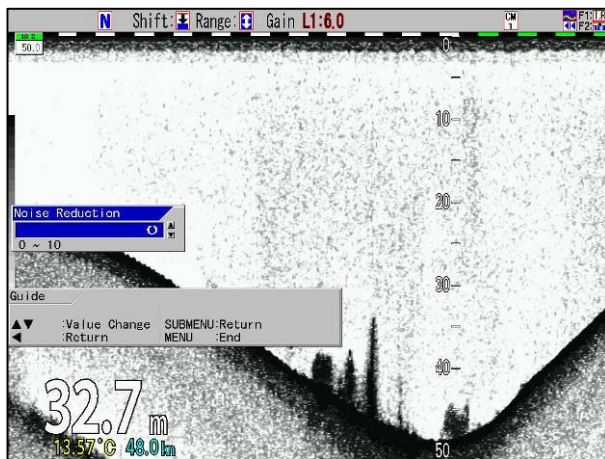 N Shift: Range: Gain L1:6.0 CM 1 F1:
F2:
50.0
0
10
20
30
40
50
Noise Reduction
0
0 ~ 10
Guide
▲▼ :Value Change SUBMENU:Return
◀ :Return MENU :End
32.7 m
13.57°C 48.0kn